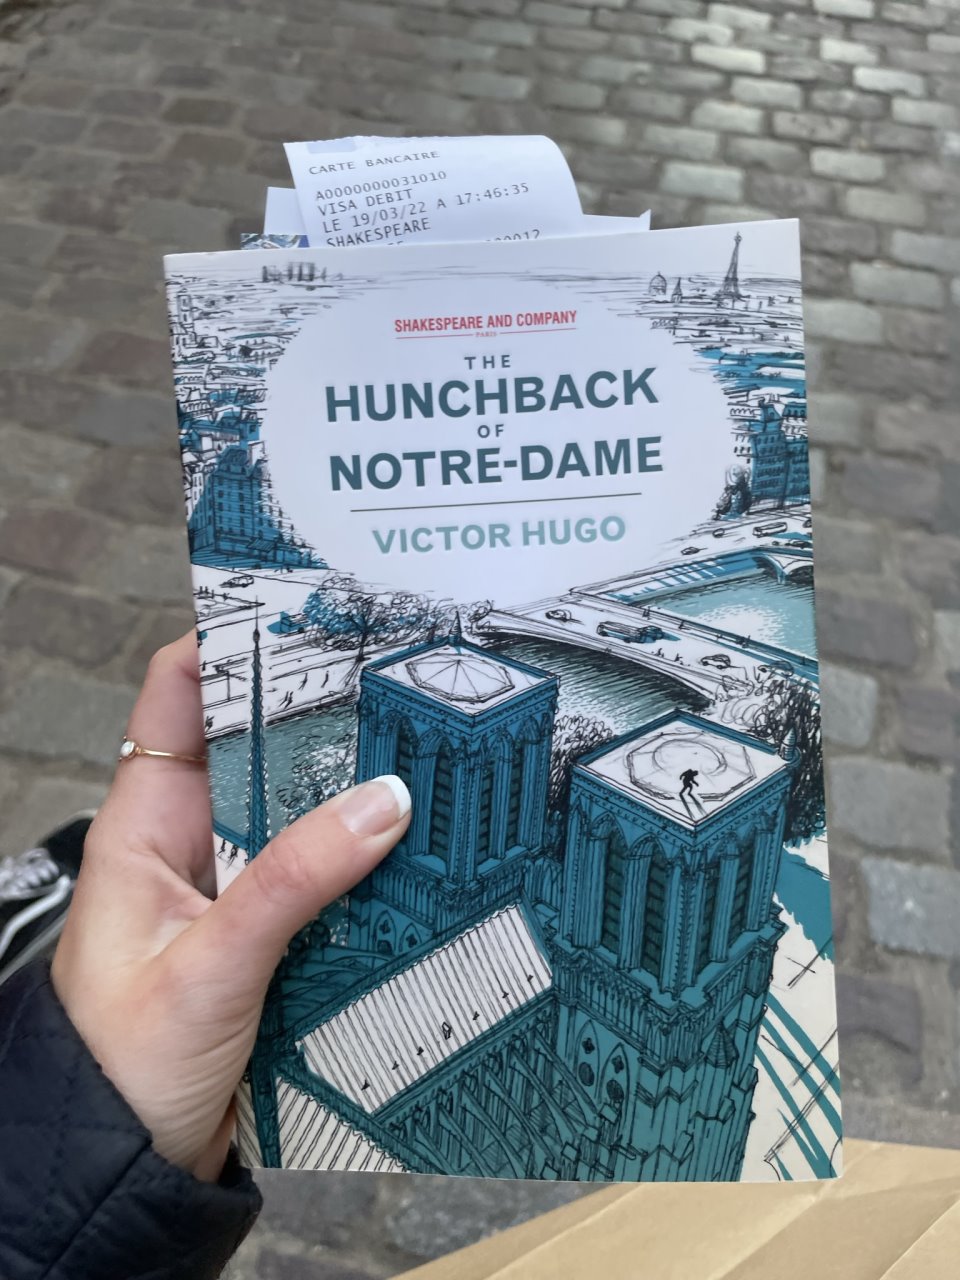 CARTE BANCAIRE
A0000000031010
VISA DEBIT
LE 19/03/22 A 17:46:35
SHAKESPEARE
SHAKESPEARE AND COMPANY
PARIS
THE
HUNCHBACK
OF
NOTRE-DAME
VICTOR HUGO